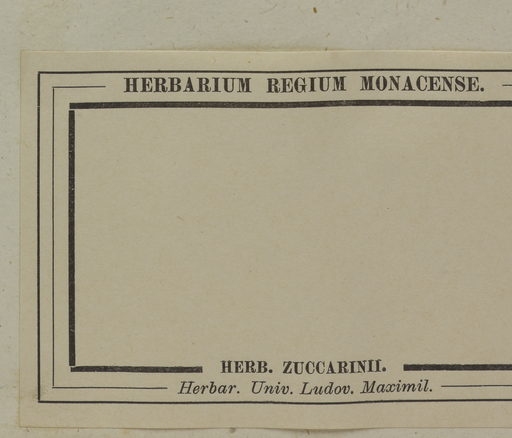 HERBARIUM REGIUM MONACENSE.
HERB. ZUCCARINII.
Herbar. Univ. Ludov. Maximil.